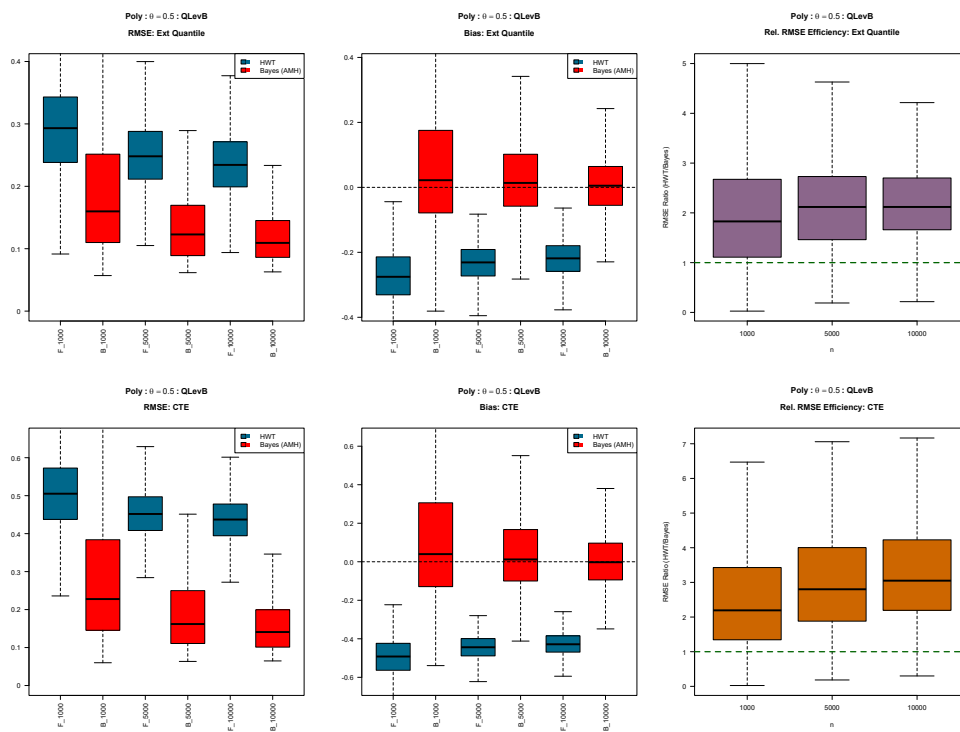 Poly : θ = 0.5 : QLevB
RMSE: Ext Quantile
HWT
Bayes (AMH)
0.4
0.3
0.2
0.1
0
F_1000
B_1000
F_5000
B_5000
F_10000
B_10000
Poly : θ = 0.5 : QLevB
Bias: Ext Quantile
HWT
Bayes (AMH)
0.4
0.2
0.0
-0.2
-0.4
F_1000
B_1000
F_5000
B_5000
F_10000
B_10000
Poly : θ = 0.5 : QLevB
Rel. RMSE Efficiency: Ext Quantile
RMSE Ratio (HWT/Bayes)
5
4
3
2
1
0
1000
5000
10000
n
Poly : θ = 0.5 : QLevB
RMSE: CTE
HWT
Bayes (AMH)
0.6
0.5
0.4
0.3
0.2
0.1
0
F_1000
B_1000
F_5000
B_5000
F_10000
B_10000
Poly : θ = 0.5 : QLevB
Bias: CTE
HWT
Bayes (AMH)
0.6
0.4
0.2
0.0
-0.2
-0.4
-0.6
F_1000
B_1000
F_5000
B_5000
F_10000
B_10000
Poly : θ = 0.5 : QLevB
Rel. RMSE Efficiency: CTE
RMSE Ratio (HWT/Bayes)
7
6
5
4
3
2
1
0
1000
5000
10000
n